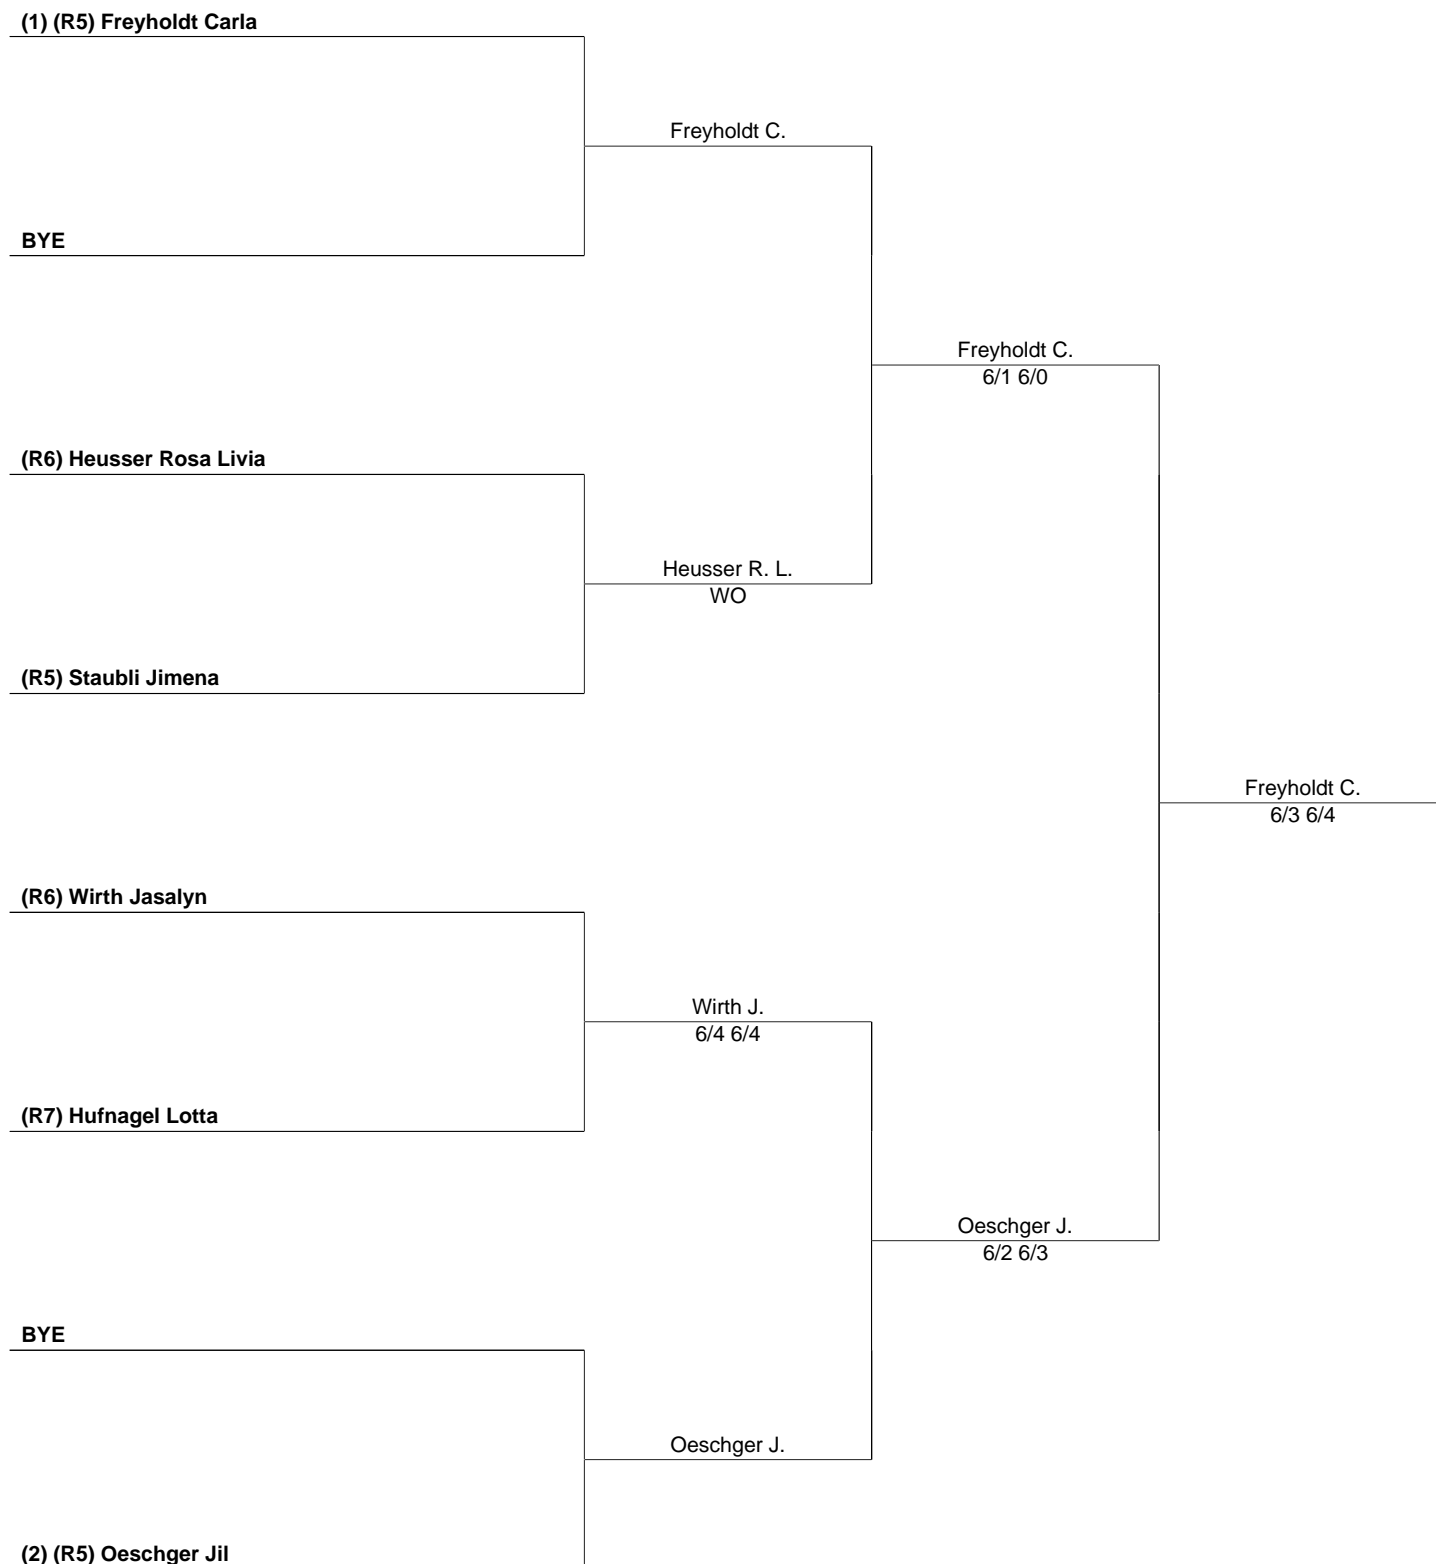 (1) (R5) Freyholdt Carla
Freyholdt C.
BYE
Freyholdt C.
6/1 6/0
(R6) Heusser Rosa Livia
Heusser R. L.
WO
(R5) Staubli Jimena
Freyholdt C.
6/3 6/4
(R6) Wirth Jasalyn
Wirth J.
6/4 6/4
(R7) Hufnagel Lotta
Oeschger J.
6/2 6/3
BYE
Oeschger J.
(2) (R5) Oeschger Jil